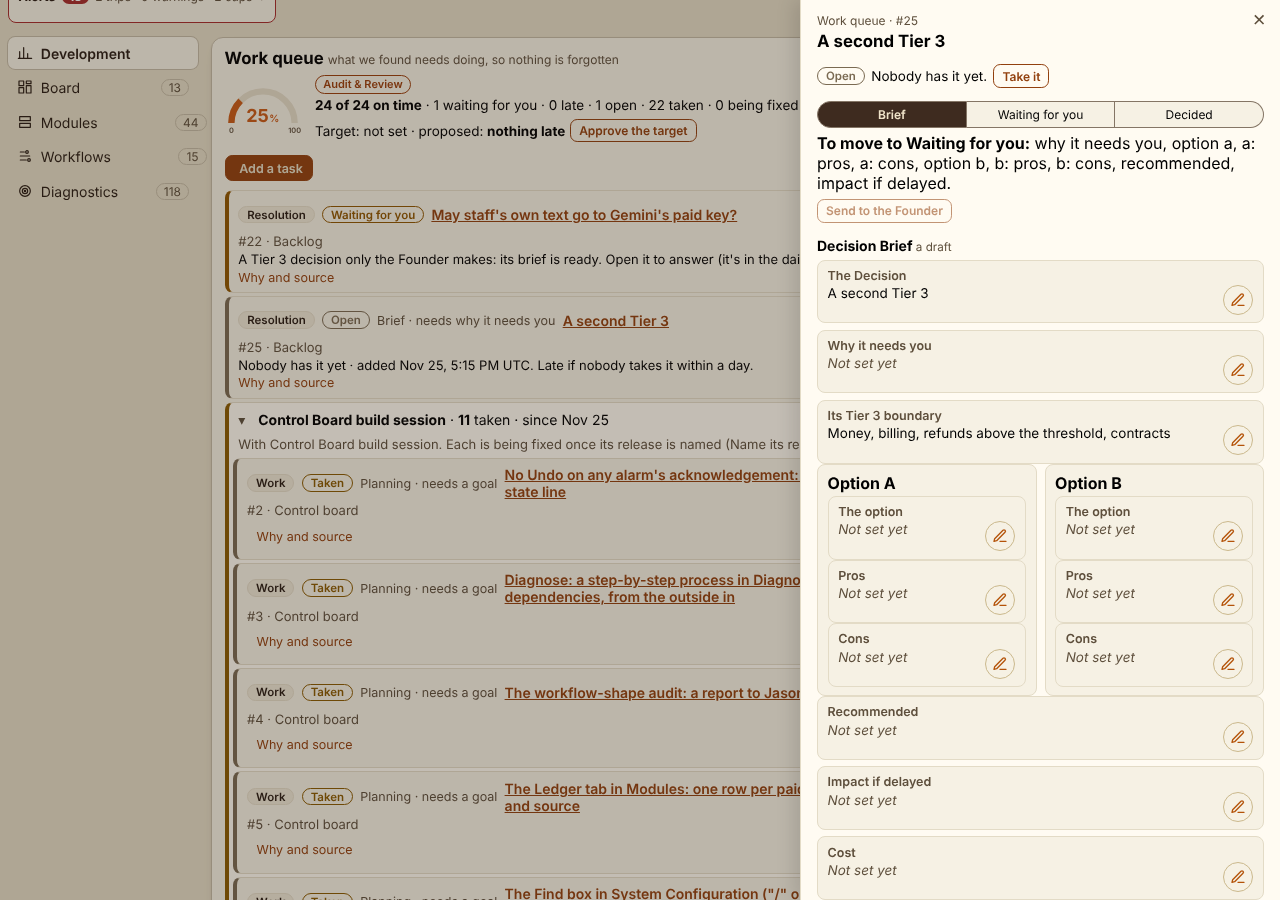 Development
Board 13
Modules 44
Workflows 15
Diagnostics 118
Work queue what we found needs doing, so nothing is forgotten
25%
0 100
Audit & Review
24 of 24 on time · 1 waiting for you · 0 late · 1 open · 22 taken · 0 being fixed
Target: not set · proposed: nothing late Approve the target
Add a task
Resolution Waiting for you May staff's own text go to Gemini's paid key?
#22 · Backlog
A Tier 3 decision only the Founder makes: its brief is ready. Open it to answer (it's in the dai
Why and source
Resolution Open Brief · needs why it needs you A second Tier 3
#25 · Backlog
Nobody has it yet · added Nov 25, 5:15 PM UTC. Late if nobody takes it within a day.
Why and source
▼ Control Board build session · 11 taken · since Nov 25
With Control Board build session. Each is being fixed once its release is named (Name its re
Work Taken Planning · needs a goal No Undo on any alarm's acknowledgement:
state line
#2 · Control board
Why and source
Work Taken Planning · needs a goal Diagnose: a step-by-step process in Diagno
dependencies, from the outside in
#3 · Control board
Why and source
Work Taken Planning · needs a goal The workflow-shape audit: a report to Jason
#4 · Control board
Why and source
Work Taken Planning · needs a goal The Ledger tab in Modules: one row per paid
and source
#5 · Control board
Why and source
Work Taken Planning · needs a goal The Find box in System Configuration ("/" o
Work queue · #25
A second Tier 3
Open Nobody has it yet. Take it
Brief Waiting for you Decided
To move to Waiting for you: why it needs you, option a, a:
pros, a: cons, option b, b: pros, b: cons, recommended,
impact if delayed.
Send to the Founder
Decision Brief a draft
The Decision
A second Tier 3
Why it needs you
Not set yet
Its Tier 3 boundary
Money, billing, refunds above the threshold, contracts
Option A
The option
Not set yet
Pros
Not set yet
Cons
Not set yet
Option B
The option
Not set yet
Pros
Not set yet
Cons
Not set yet
Recommended
Not set yet
Impact if delayed
Not set yet
Cost
Not set yet